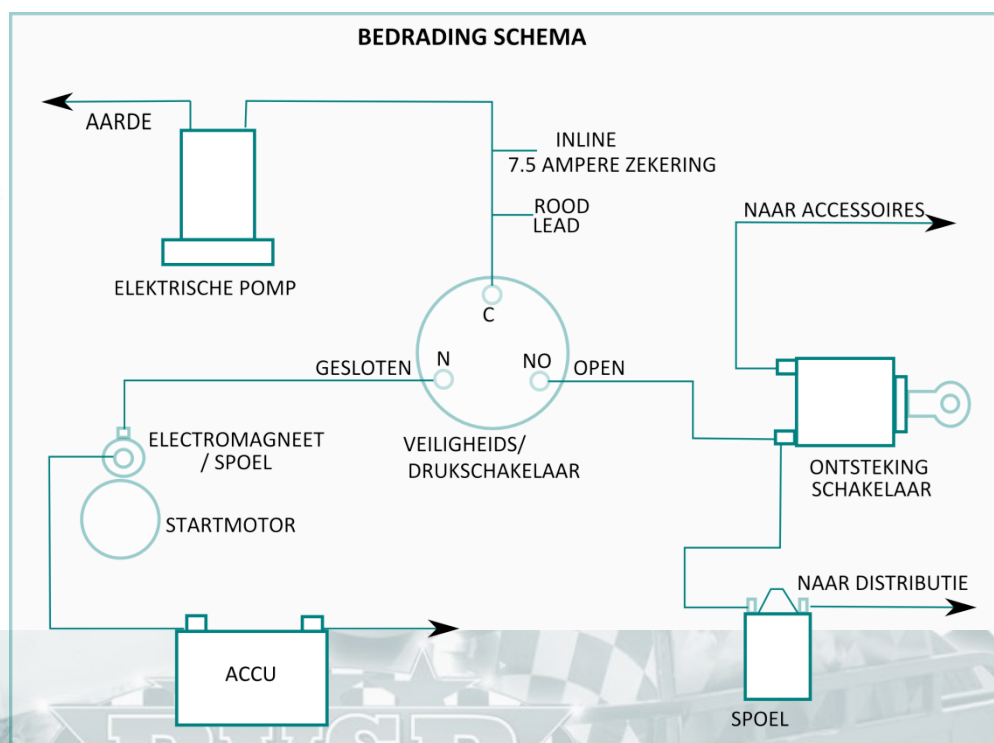 BEDRADING SCHEMA
AARDE
INLINE
7.5 AMPERE ZEKERING
ROOD
LEAD
NAAR ACCESSOIRES
ELEKTRISCHE POMP
C
GESLOTEN
N
NO
OPEN
ELECTROMAGNEET
/ SPOEL
VEILIGHEIDS/
DRUKSCHAKELAAR
ONTSTEKING
SCHAKELAAR
STARTMOTOR
NAAR DISTRIBUTIE
ACCU
SPOEL